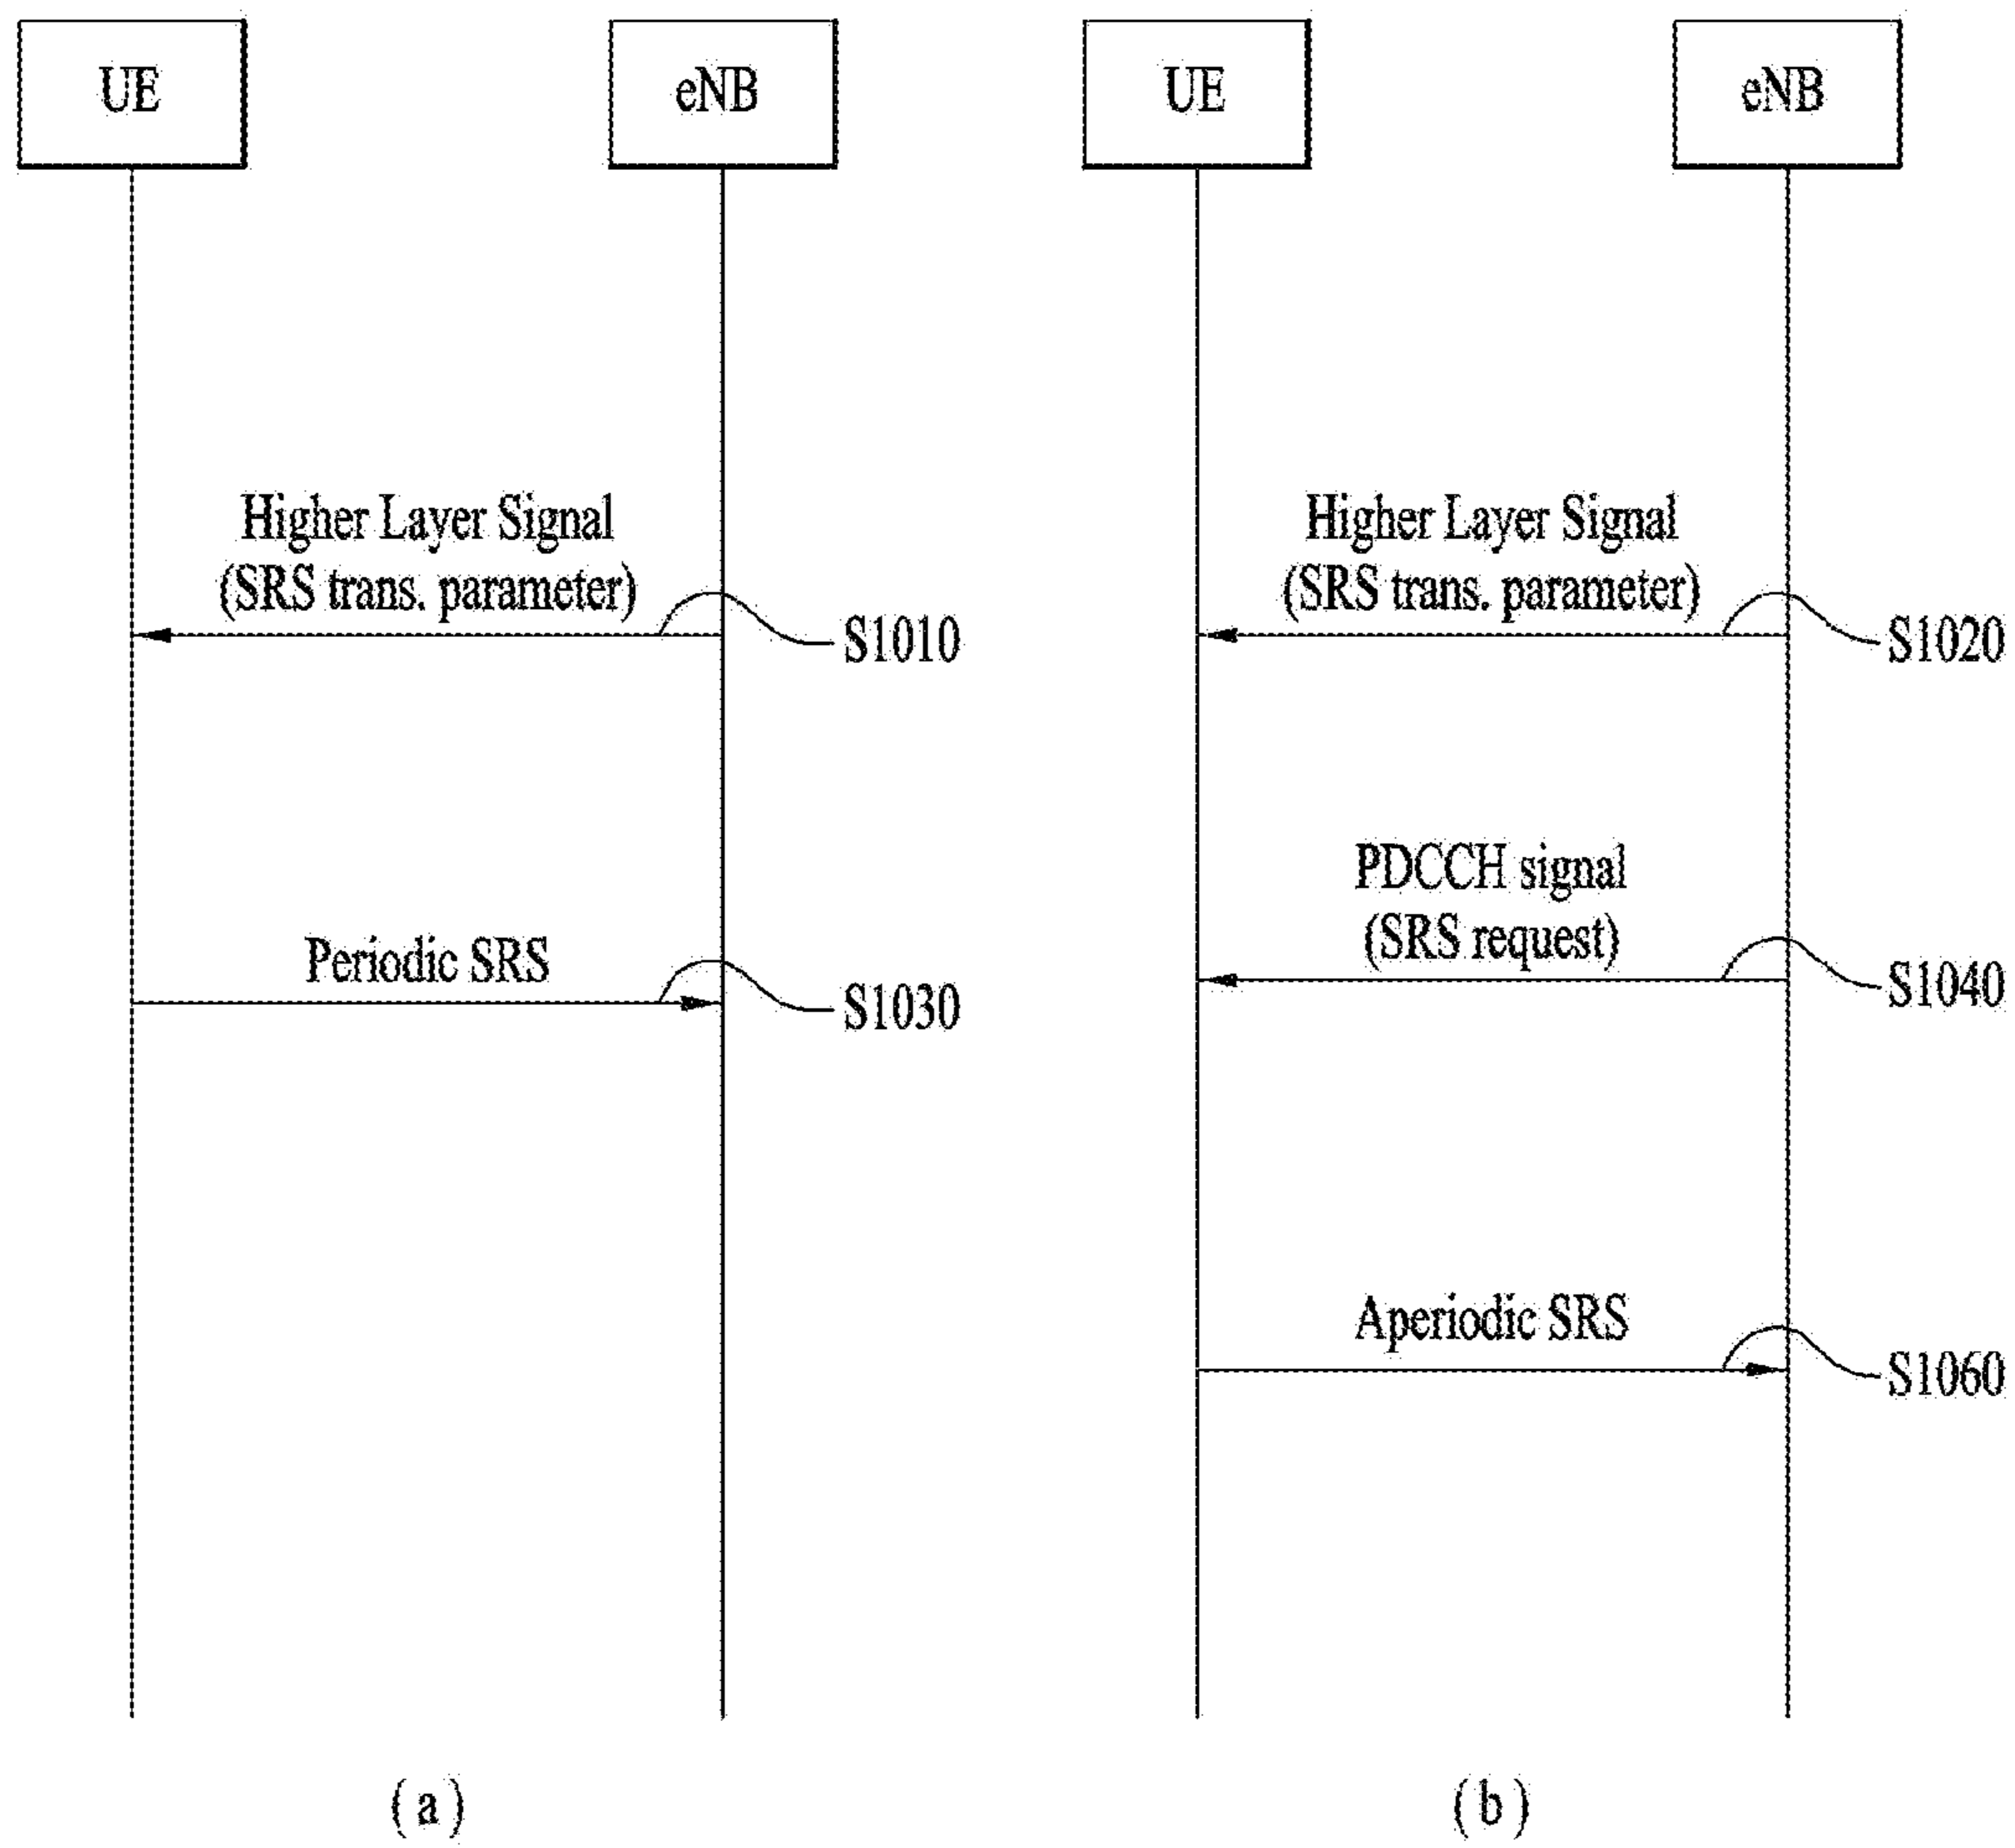 UE
eNB
Higher Layer Signal
(SRS trans. parameter)
S1010
Periodic SRS
S1030
(a)
UE
eNB
Higher Layer Signal
(SRS trans. parameter)
S1020
PDCCH signal
(SRS request)
S1040
Aperiodic SRS
S1060
(b)